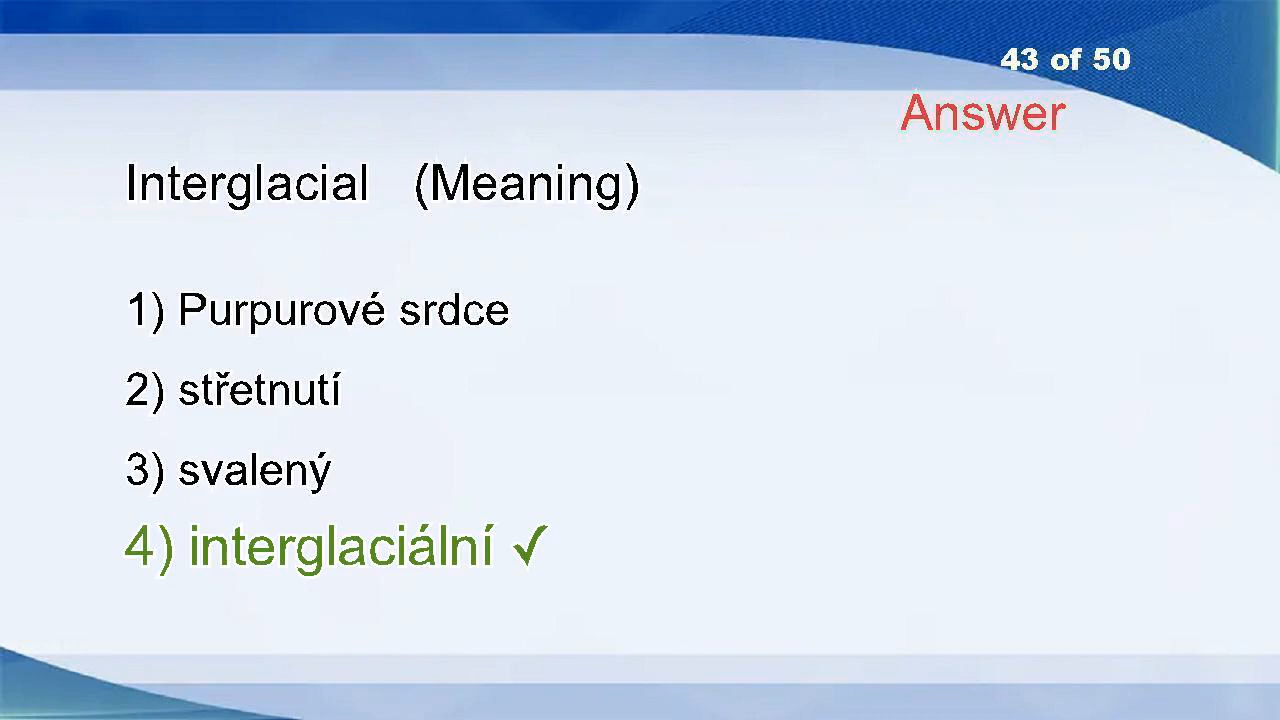 43 of 50
Answer
Interglacial (Meaning)
1) Purpurové srdce
2) střetnutí
3) svalený
4) interglaciální ✓